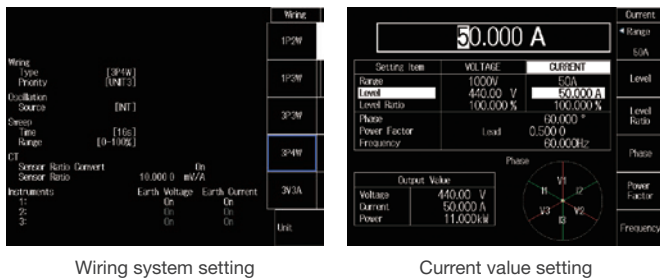 Wiring
1P2W
1P3W
3P3W
3P4W
3V3A
Unit
Wiring
Type [3P4W]
Priority [UNIT3]
Oscillation
Source [INT]
Sweep
Time [16s]
Range [0-100%]
CT
Sensor Ratio Convert On
Sensor Ratio 10.000 0 mV/A
Instruments Earth Voltage Earth Current
1: On On
2: On On
3: On On
Wiring system setting
Current
Range
50A
Level
Level
Ratio
Phase
Power
Factor
Frequency
50.000 A
Setting Item VOLTAGE CURRENT
Range 1000V 50A
Level 440.00 V 50.000 A
Level Ratio 100.000 % 100.000 %
Phase 60.000 °
Power Factor Lead 0.500 0
Frequency 60.000Hz
Phase
Output Value
Voltage 440.00 V
Current 50.000 A
Power 11.000kW
V1
I1 I2
V3 V2
I3
Current value setting